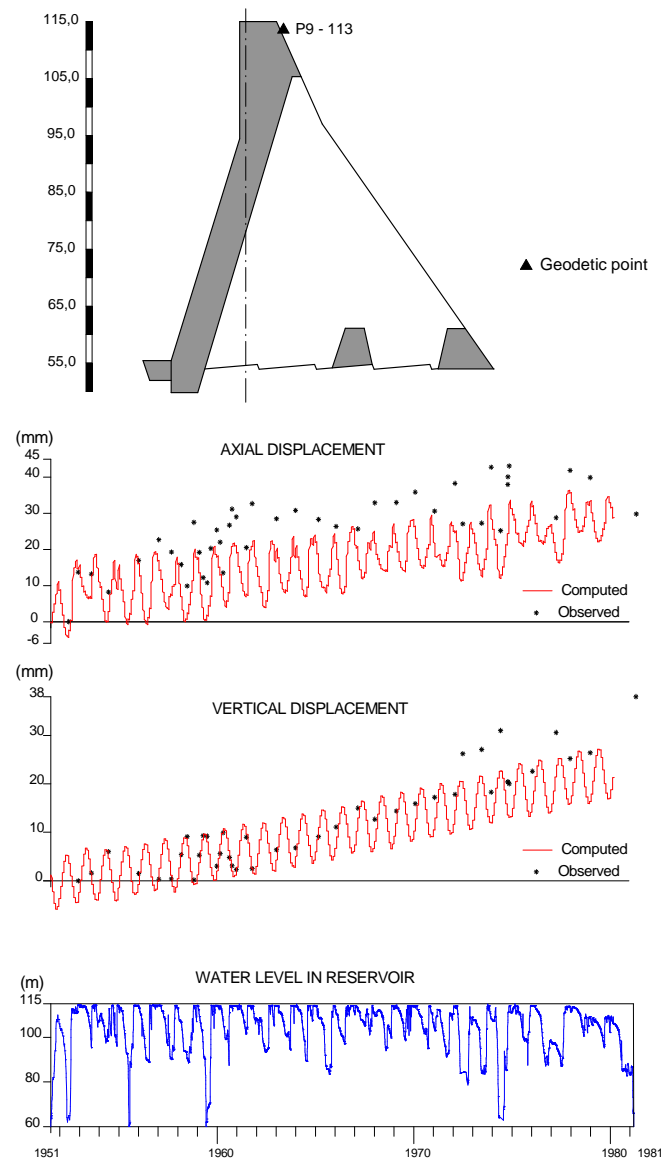 115,0
P9 - 113
105,0
95,0
85,0
75,0
Geodetic point
65,0
55,0
(mm)
AXIAL DISPLACEMENT
45
40
30
20
10
Computed
0
Observed
-6
(mm)
38
VERTICAL DISPLACEMENT
30
20
10
Computed
Observed
0
(m)
WATER LEVEL IN RESERVOIR
115
100
80
60
1951 1960 1970 1980 1981